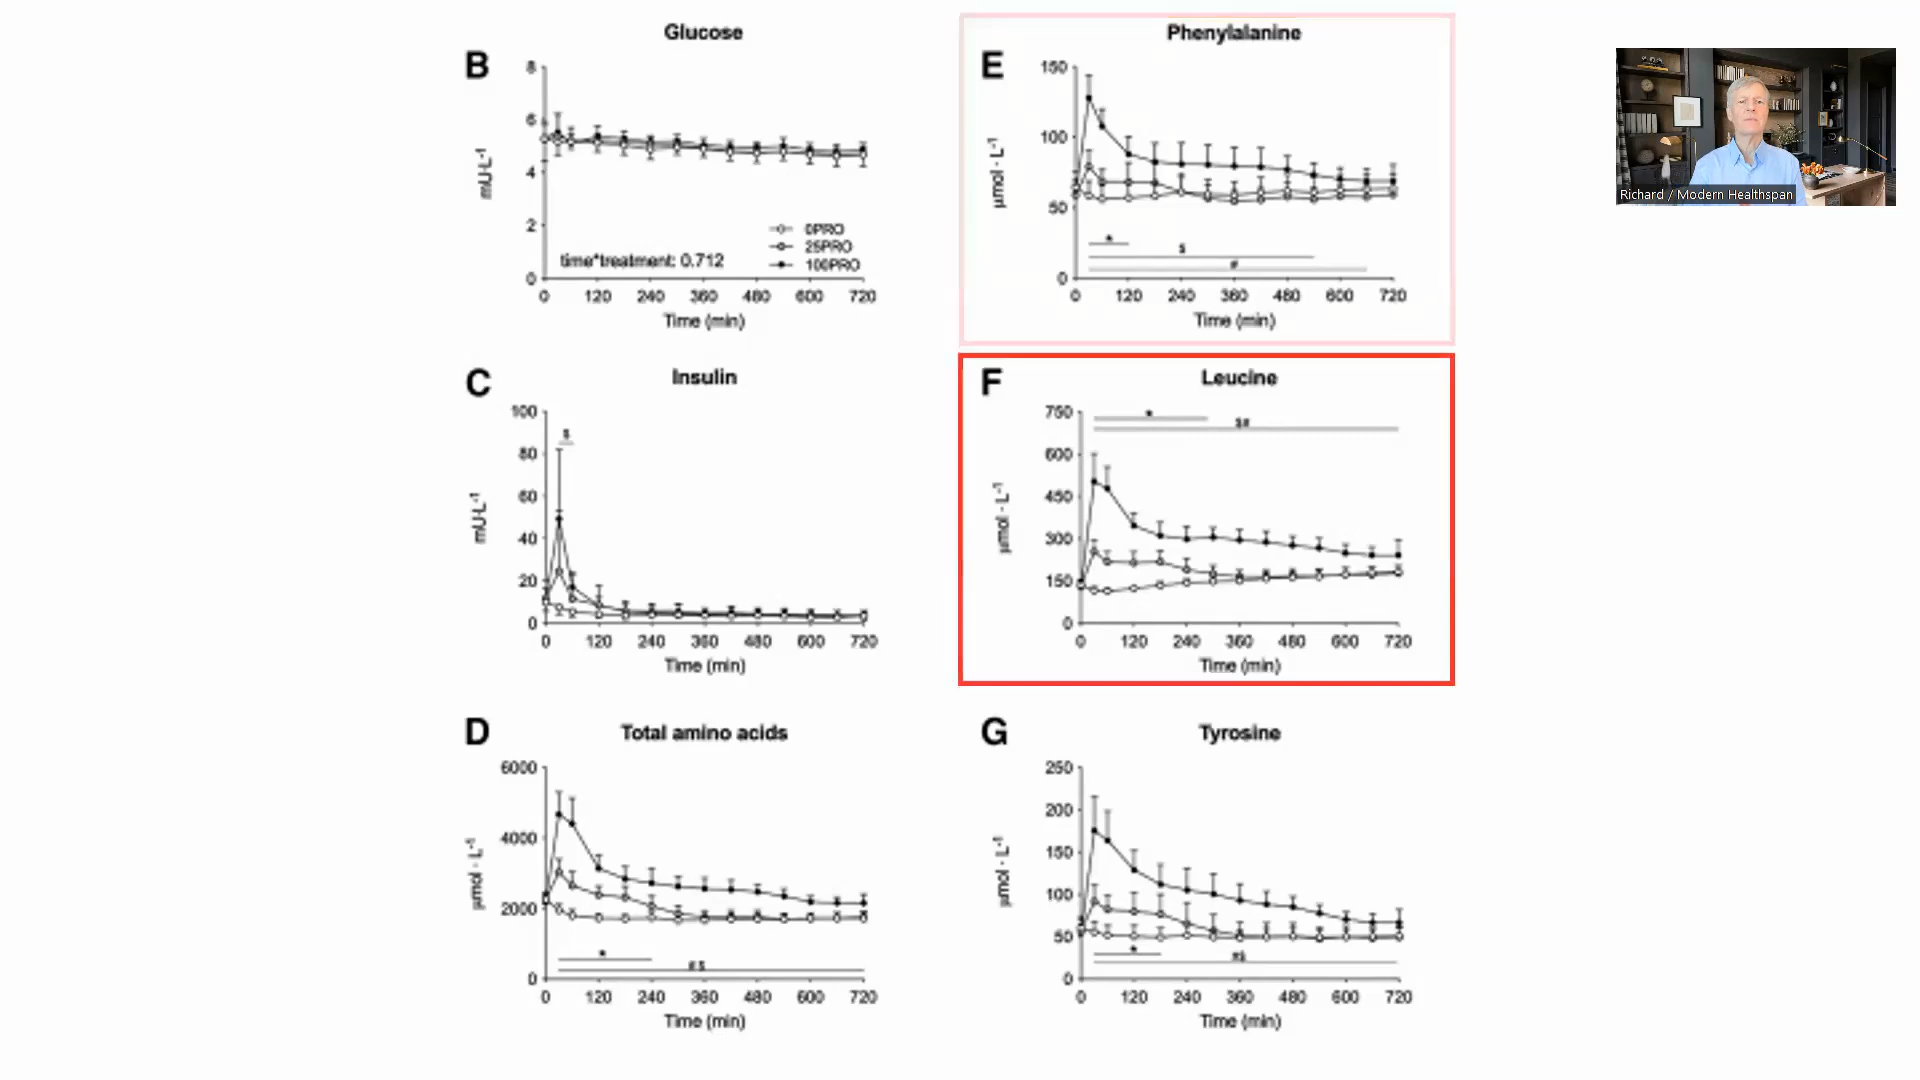 Glucose
B
8
6
4
2
0
mU·L-1
0PRO
25PRO
100PRO
time*treatment: 0.712
0 120 240 360 480 600 720
Time (min)
Phenylalanine
E
150
100
50
0
µmol · L-1
*
$
#
0 120 240 360 480 600 720
Time (min)
Richard / Modern Healthspan
Insulin
C
100
80
60
40
20
0
mU·L-1
$
0 120 240 360 480 600 720
Time (min)
Leucine
F
750
600
450
300
150
0
µmol · L-1
*
$#
0 120 240 360 480 600 720
Time (min)
Total amino acids
D
6000
4000
2000
0
µmol · L-1
*
#$
0 120 240 360 480 600 720
Time (min)
Tyrosine
G
250
200
150
100
50
0
µmol · L-1
*
#$
0 120 240 360 480 600 720
Time (min)